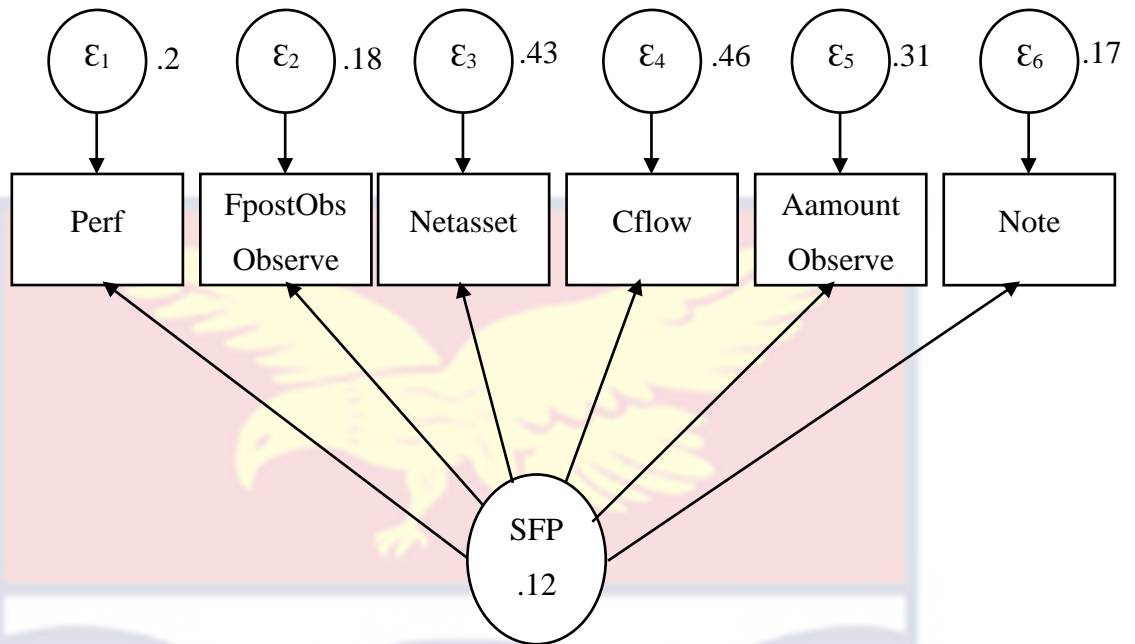 ε₁ .2
ε₂ .18
ε₃ .43
ε₄ .46
ε₅ .31
ε₆ .17
Perf
FpostObs
Observe
Netasset
Cflow
Aamount
Observe
Note
SFP
.12